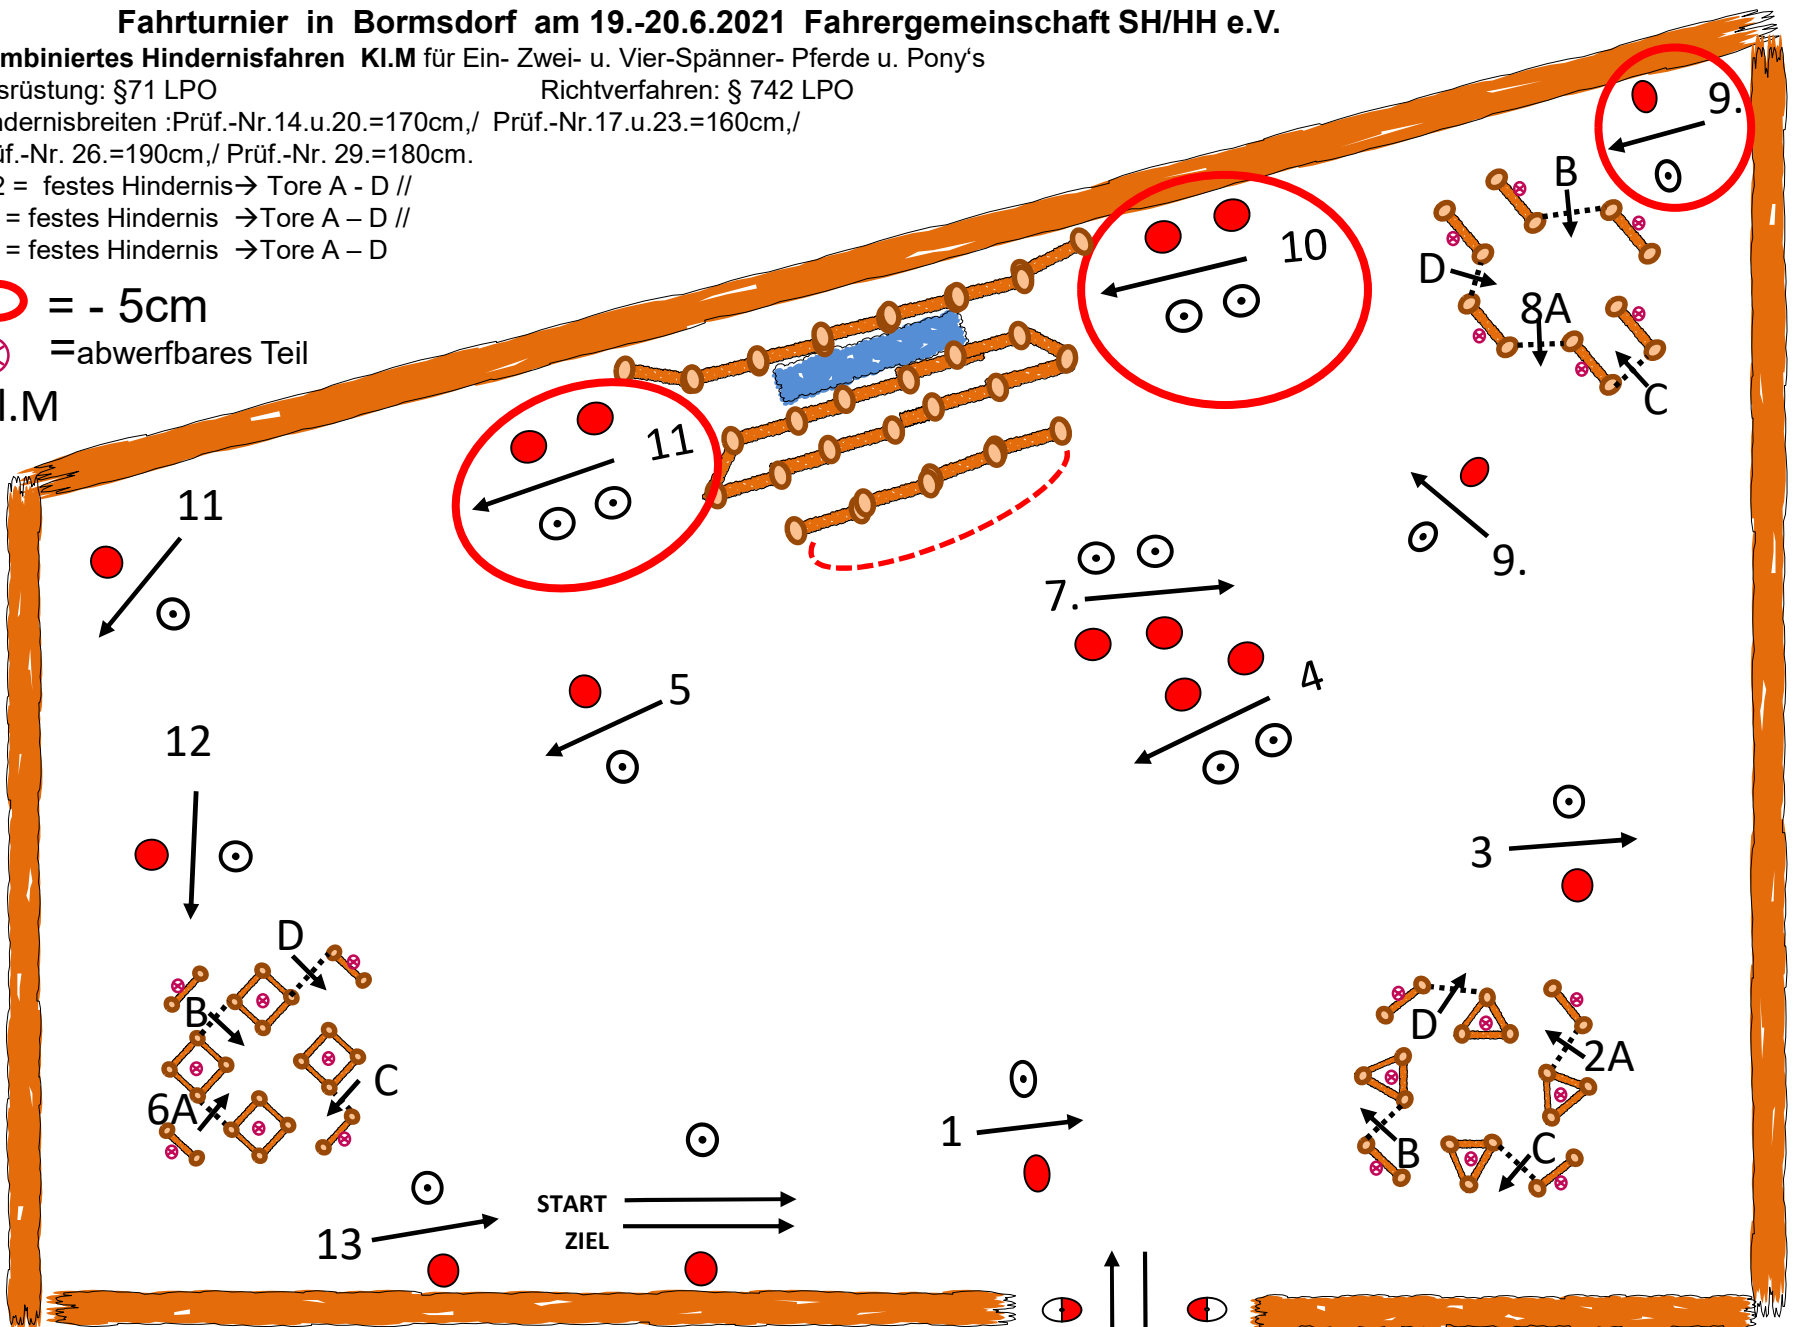 Fahrturnier in Bormsdorf am 19.-20.6.2021 Fahrergemeinschaft SH/HH e.V.
mbiniertes Hindernisfahren Kl.M für Ein- Zwei- u. Vier-Spänner- Pferde u. Pony‘s
srüstung: §71 LPO Richtverfahren: § 742 LPO
ndernisbreiten :Prüf.-Nr.14.u.20.=170cm,/ Prüf.-Nr.17.u.23.=160cm,/
üf.-Nr. 26.=190cm,/ Prüf.-Nr. 29.=180cm.
2 = festes Hindernis→ Tore A - D //
= festes Hindernis →Tore A – D //
= festes Hindernis →Tore A – D
= - 5cm
=abwerfbares Teil
l.M
9.
B
10
D
8A
C
11
11
9.
7.
4
5
12
3
D
B
C
6A
D
2A
B
C
1
START
13
ZIEL